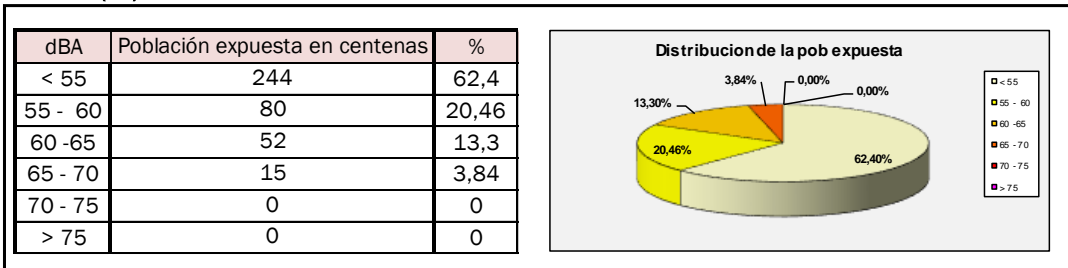 dBA Población expuesta en centenas %
< 55 244 62,4
55 - 60 80 20,46
60 -65 52 13,3
65 - 70 15 3,84
70 - 75 0 0
> 75 0 0
Distribucion de la pob expuesta
3,84% 0,00%
0,00%
13,30%
20,46%
62,40%
< 55
55 - 60
60 -65
65 - 70
70 - 75
> 75